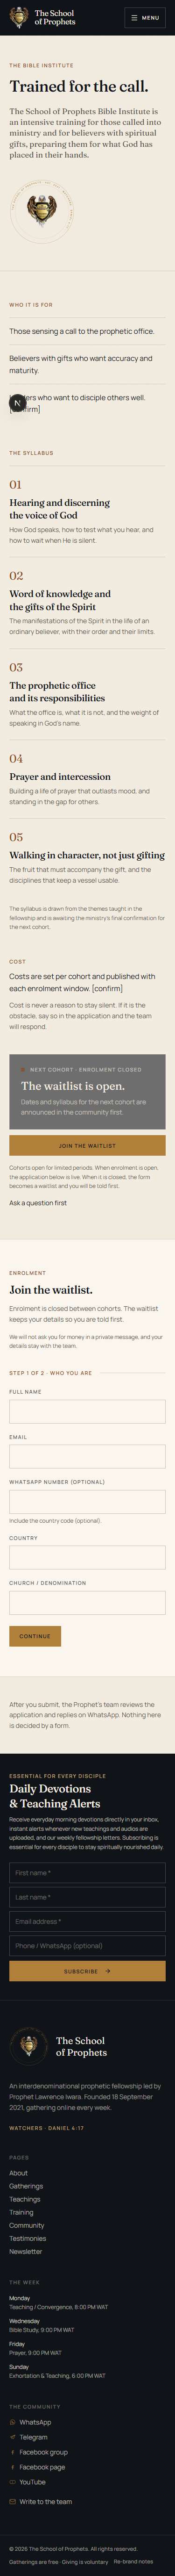 The School
of Prophets
MENU
THE BIBLE INSTITUTE
Trained for the call.
The School of Prophets Bible Institute is
an intensive training for those called into
ministry and for believers with spiritual
gifts, preparing them for what God has
placed in their hands.
WHO IT IS FOR
Those sensing a call to the prophetic office.
Believers with gifts who want accuracy and
maturity.
who want to disciple others well.
N
THE SYLLABUS
01
Hearing and discerning
the voice of God
How God speaks, how to test what you hear, and
how to wait when He is silent.
02
Word of knowledge and
the gifts of the Spirit
The manifestations of the Spirit in the life of an
ordinary believer, with their order and their limits.
03
The prophetic office
and its responsibilities
What the office is, what it is not, and the weight of
speaking in God's name.
04
Prayer and intercession
Building a life of prayer that outlasts mood, and
standing in the gap for others.
05
Walking in character, not just gifting
The fruit that must accompany the gift, and the
disciplines that keep a vessel usable.
The syllabus is drawn from the themes taught in the
fellowship and is awaiting the ministry's final confirmation for
the next cohort.
COST
Costs are set per cohort and published with
each enrolment window. [confirm]
Cost is never a reason to stay silent. If it is the
obstacle, say so in the application and the team
will respond.
NEXT COHORT · ENROLMENT CLOSED
The waitlist is open.
Dates and syllabus for the next cohort are
announced in the community first.
JOIN THE WAITLIST
Cohorts open for limited periods. When enrolment is open,
the application below is live. When it is closed, the form
becomes a waitlist and you will be told first.
Ask a question first
ENROLMENT
Join the waitlist.
Enrolment is closed between cohorts. The waitlist
keeps your details so you are told first.
We will not ask you for money in a private message, and your
details stay with the team.
STEP 1 OF 2 · WHO YOU ARE
FULL NAME
EMAIL
WHATSAPP NUMBER (OPTIONAL)
Include the country code (optional).
COUNTRY
CHURCH / DENOMINATION
CONTINUE
After you submit, the Prophet's team reviews the
application and replies on WhatsApp. Nothing here
is decided by a form.
ESSENTIAL FOR EVERY DISCIPLE
Daily Devotions
& Teaching Alerts
Receive everyday morning devotions directly in your inbox,
instant alerts whenever new teachings and audios are
uploaded, and our weekly fellowship letters. Subscribing is
essential for every disciple to stay spiritually nourished daily.
First name *
Last name *
Email address *
Phone / WhatsApp (optional)
SUBSCRIBE →
The School
of Prophets
An interdenominational prophetic fellowship led by
Prophet Lawrence Iwara. Founded 18 September
2021, gathering online every week.
WATCHERS · DANIEL 4:17
PAGES
About
Gatherings
Teachings
Training
Community
Testimonies
Newsletter
THE WEEK
Monday
Teaching / Convergence, 8:00 PM WAT
Wednesday
Bible Study, 9:00 PM WAT
Friday
Prayer, 9:00 PM WAT
Sunday
Exhortation & Teaching, 6:00 PM WAT
THE COMMUNITY
WhatsApp
Telegram
Facebook group
Facebook page
YouTube
Write to the team
© 2026 The School of Prophets. All rights reserved.
Gatherings are free · Giving is voluntary Re-brand notes